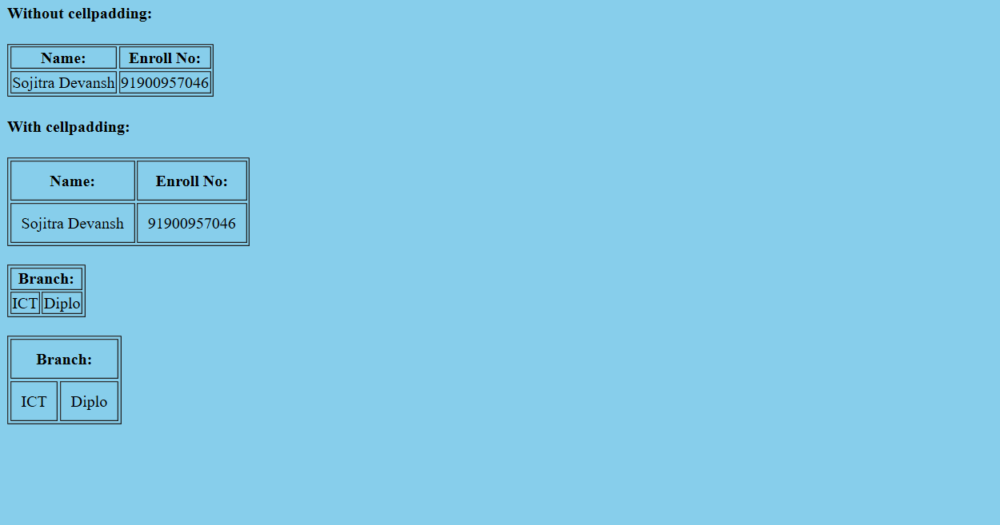 Without cellpadding:
Name: Enroll No:
Sojitra Devansh 91900957046
With cellpadding:
Name: Enroll No:
Sojitra Devansh 91900957046
Branch:
ICT Diplo
Branch:
ICT Diplo